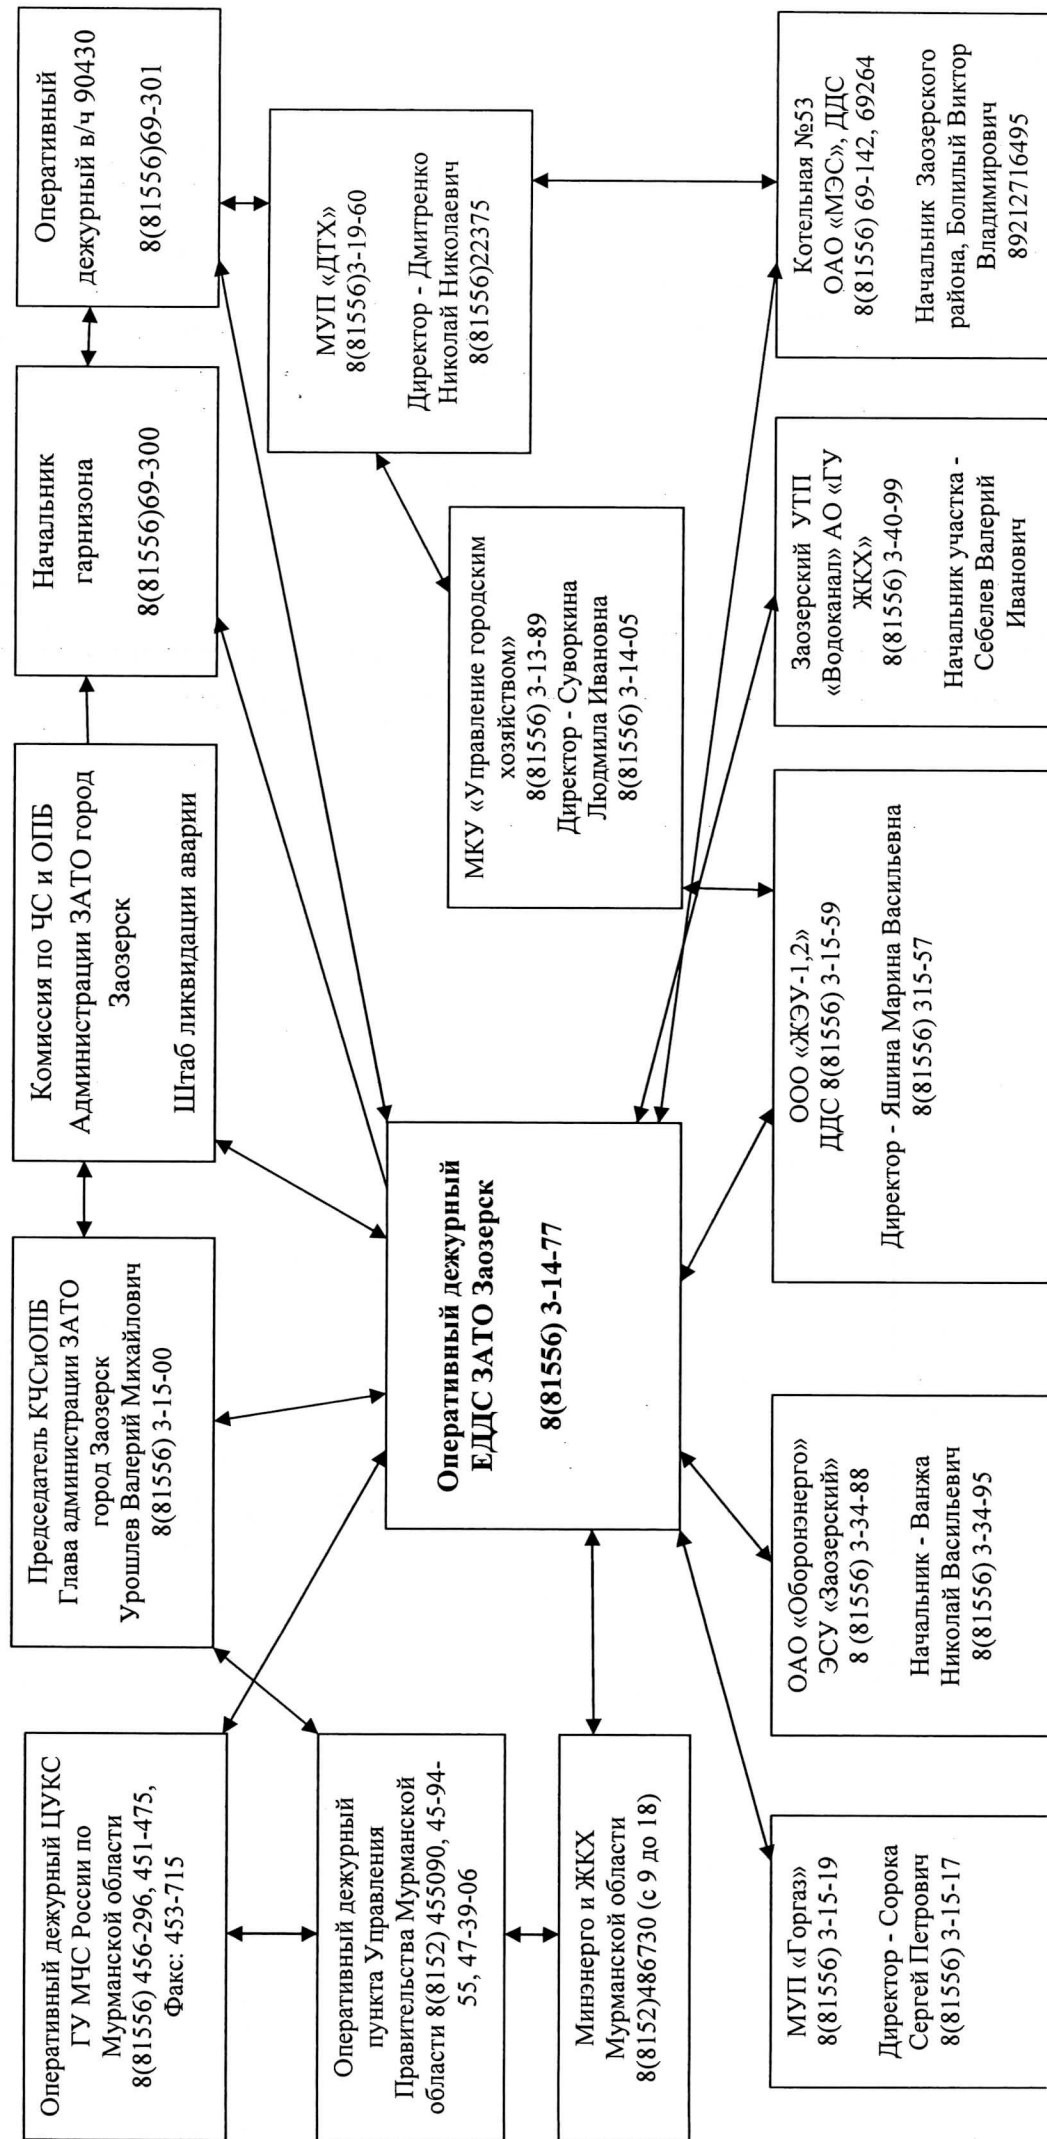 Оперативный дежурный ЦУКС
ГУ МЧС России по
Мурманской области
8(81556) 456-296, 451-475,
Факс: 453-715
Председатель КЧСиОПБ
Глава администрации ЗАТО
город Заозерск
Урошлев Валерий Михайлович
8(81556) 3-15-00
Комиссия по ЧС и ОПБ
Администрации ЗАТО город
Заозерск
Штаб ликвидации аварии
Начальник
гарнизона
8(81556)69-300
Оперативный
дежурный в/ч 90430
8(81556)69-301
Оперативный дежурный
пункта Управления
Правительства Мурманской
области 8(8152) 455090, 45-94-
55, 47-39-06
МУП «ДТХ»
8(81556)3-19-60
Директор - Дмитренко
Николай Николаевич
8(81556)22375
Оперативный дежурный
ЕДДС ЗАТО Заозерск
8(81556) 3-14-77
МКУ «Управление городским
хозяйством»
8(81556) 3-13-89
Директор - Суворкина
Людмила Ивановна
8(81556) 3-14-05
Минэнерго и ЖКХ
Мурманской области
8(8152)486730 (с 9 до 18)
МУП «Горгаз»
8(81556) 3-15-19
Директор - Сорока
Сергей Петрович
8(81556) 3-15-17
ОАО «Оборонэнерго»
ЭСУ «Заозерский»
8 (81556) 3-34-88
Начальник - Ванжа
Николай Васильевич
8(81556) 3-34-95
ООО «ЖЭУ-1,2»
ДДС 8(81556) 3-15-59
Директор - Яшина Марина Васильевна
8(81556) 315-57
Заозерский УТП
«Водоканал» АО «ГУ
ЖКХ»
8(81556) 3-40-99
Начальник участка -
Себелев Валерий
Иванович
Котельная №53
ОАО «МЭС», ДДС
8(81556) 69-142, 69264
Начальник Заозерского
района, Болилый Виктор
Владимирович
89212716495